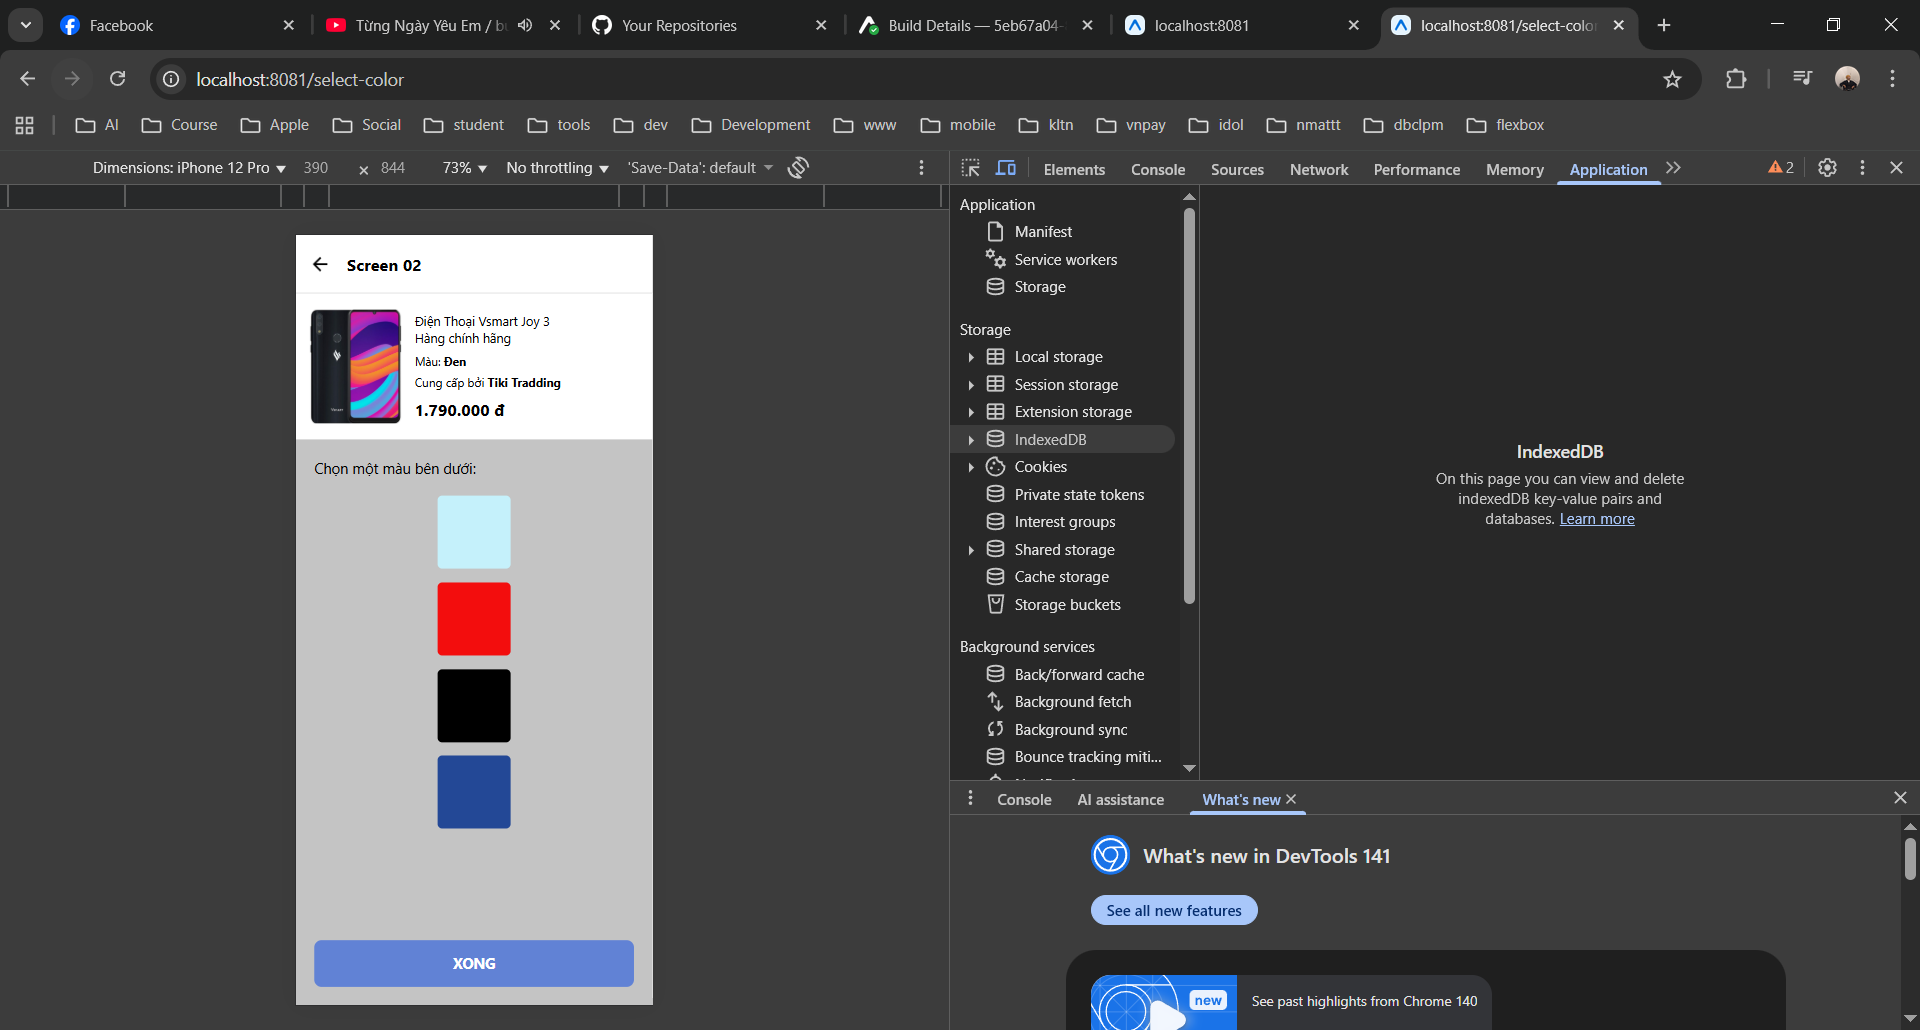 Facebook
Từng Ngày Yêu Em / bu
Your Repositories
Build Details — 5eb67a04-
localhost:8081
localhost:8081/select-color
localhost:8081/select-color
AI
Course
Apple
Social
student
tools
dev
Development
www
mobile
kltn
vnpay
idol
nmattt
dbclpm
flexbox
Dimensions: iPhone 12 Pro
390
x
844
73%
No throttling
'Save-Data': default
Elements
Console
Sources
Network
Performance
Memory
Application
2
Screen 02
Điện Thoại Vsmart Joy 3
Hàng chính hãng
Màu: Đen
Cung cấp bởi Tiki Tradding
1.790.000 đ
Chọn một màu bên dưới:
XONG
Application
Manifest
Service workers
Storage
Storage
Local storage
Session storage
Extension storage
IndexedDB
Cookies
Private state tokens
Interest groups
Shared storage
Cache storage
Storage buckets
Background services
Back/forward cache
Background fetch
Background sync
Bounce tracking miti...
IndexedDB
On this page you can view and delete
indexedDB key-value pairs and
databases. Learn more
Console
AI assistance
What's new
What's new in DevTools 141
See all new features
new
See past highlights from Chrome 140